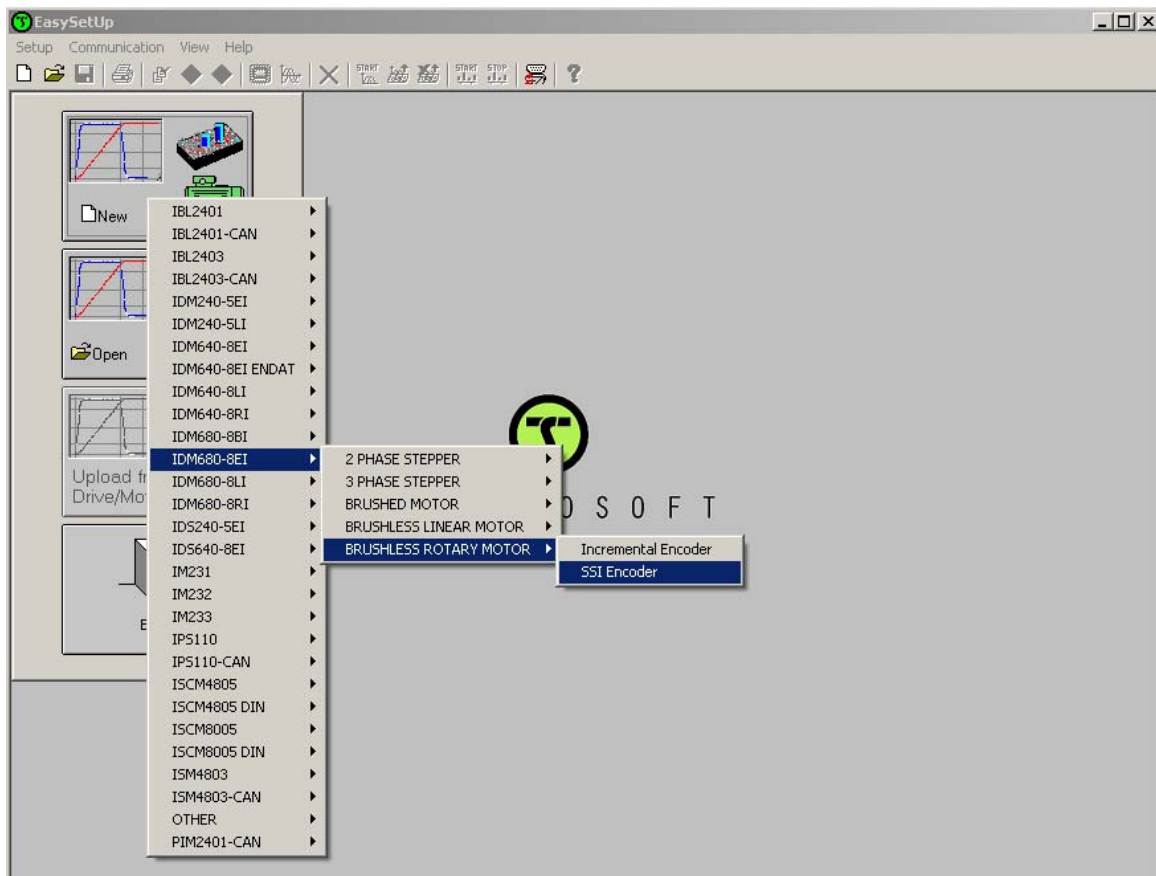 EasySetUp
Setup Communication View Help
START START STOP
New
Open
Upload
Drive/Mo
E
IBL2401
IBL2401-CAN
IBL2403
IBL2403-CAN
IDM240-5EI
IDM240-5LI
IDM640-8EI
IDM640-8EI ENDAT
IDM640-8LI
IDM640-8RI
IDM680-8BI
IDM680-8EI
IDM680-8LI
IDM680-8RI
IDS240-5EI
IDS640-8EI
IM231
IM232
IM233
IPS110
IPS110-CAN
ISCM4805
ISCM4805 DIN
ISCM8005
ISCM8005 DIN
ISM4803
ISM4803-CAN
OTHER
PIM2401-CAN
2 PHASE STEPPER
3 PHASE STEPPER
BRUSHED MOTOR
BRUSHLESS LINEAR MOTOR
BRUSHLESS ROTARY MOTOR
Incremental Encoder
SSI Encoder
OSOFT